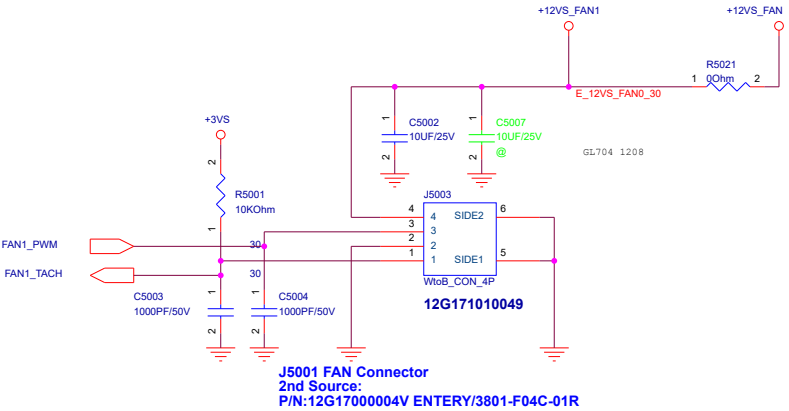 +12VS_FAN1
+12VS_FAN
R5021
1 0Ohm 2
E_12VS_FAN0_30
+3VS
1
C5002
10UF/25V
2
1
C5007
10UF/25V
2
@
GL704 1208
2
R5001
10KOhm
1
J5003
4 4 SIDE2 6
3 3
2 2
1 1 SIDE1 5
WtoB_CON_4P
12G171010049
FAN1_PWM
30
FAN1_TACH
30
C5003
1
1000PF/50V
2
C5004
1
1000PF/50V
2
J5001 FAN Connector
2nd Source:
P/N:12G17000004V ENTERY/3801-F04C-01R